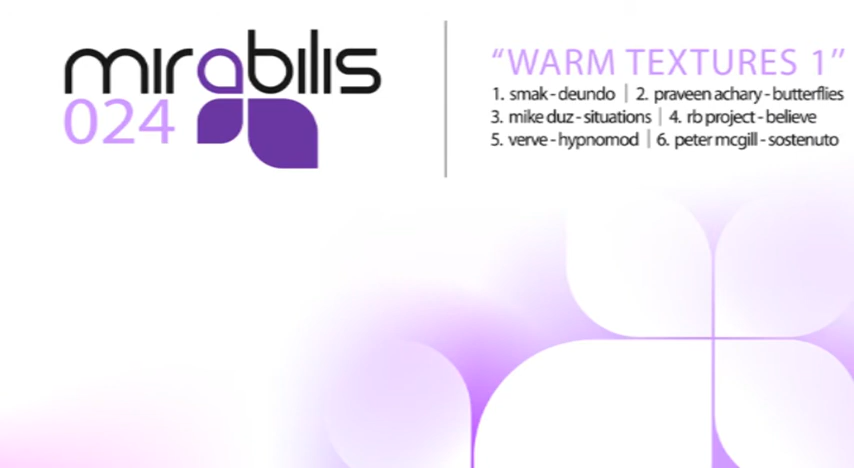 mirabilis
024
“WARM TEXTURES 1”
1. smak - deundo | 2. praveen achary - butterflies
3. mike duz - situations | 4. rb project - believe
5. verve - hypnomod | 6. peter mcgill - sostenuto